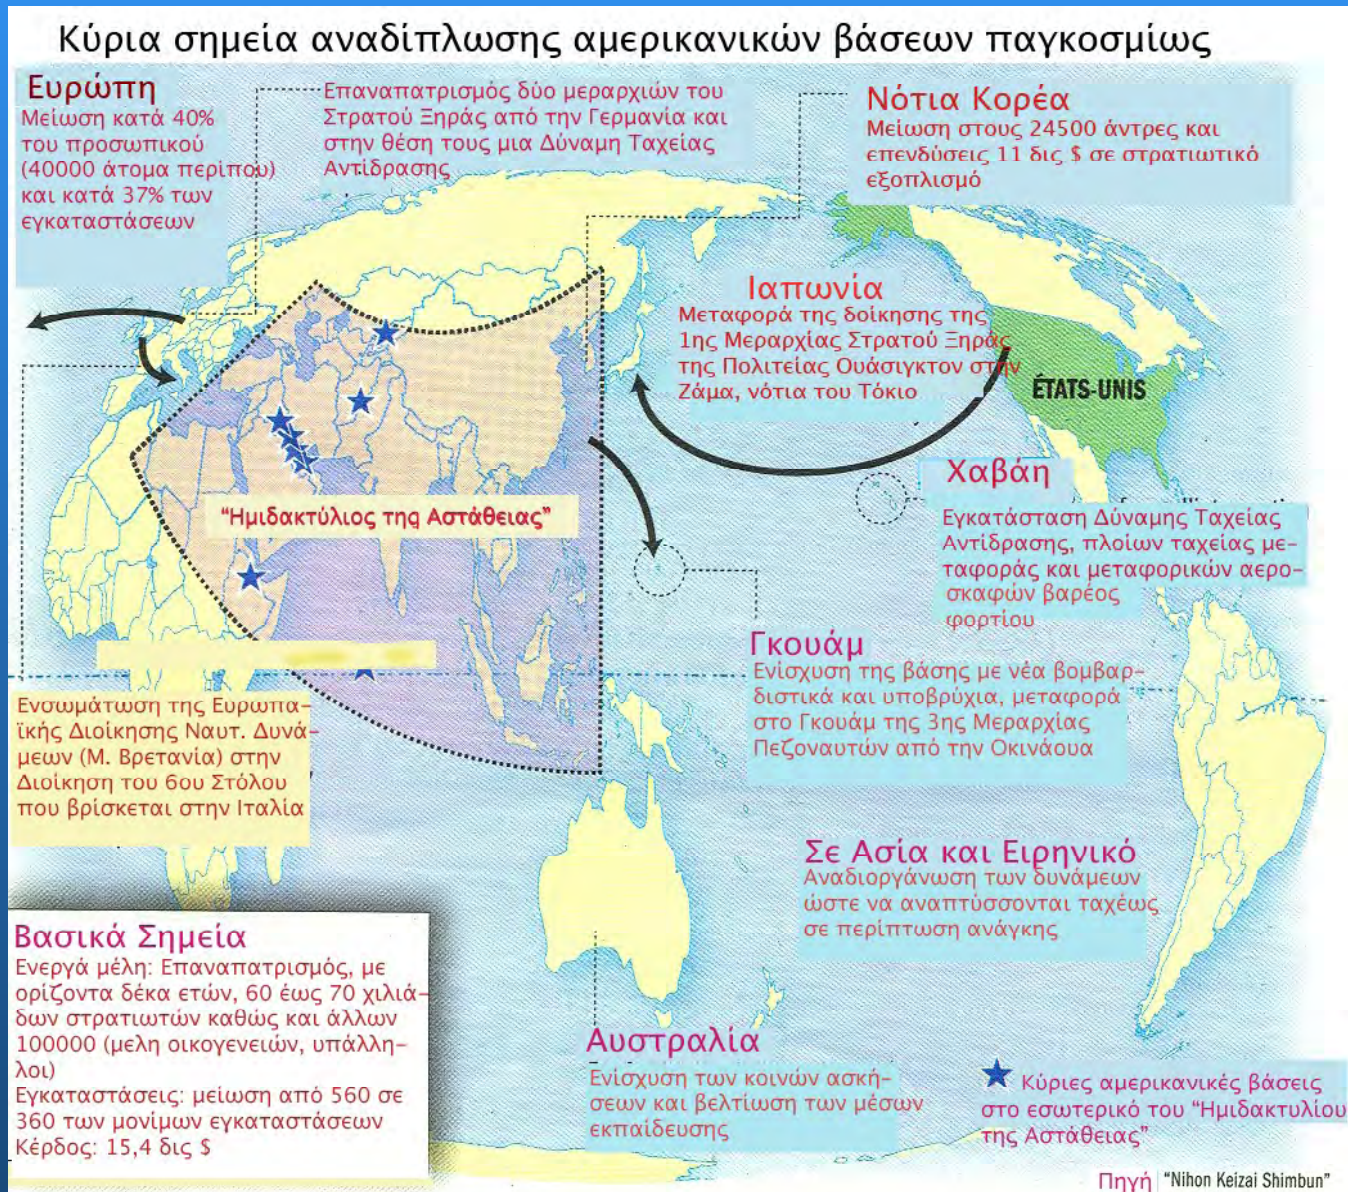 Κύρια σημεία αναδίπλωσης αμερικανικών βάσεων παγκοσμίως
Ευρώπη
Μείωση κατά 40%
του προσωπικού
(40000 άτομα περίπου)
και κατά 37% των
εγκαταστάσεων
Επαναπατρισμός δύο μεραρχιών του
Στρατού Ξηράς από την Γερμανία και
στην θέση τους μια Δύναμη Ταχείας
Αντίδρασης
Νότια Κορέα
Μείωση στους 24500 άντρες και
επενδύσεις 11 δις $ σε στρατιωτικό
εξοπλισμό
Ιαπωνία
Μεταφορά της δοίκησης της
1ης Μεραρχίας Στρατού Ξηράς
της Πολιτείας Ουάσιγκτον στην
Ζάμα, νότια του Τόκιο
ÉTATS-UNIS
"Ημιδακτύλιος της Αστάθειας"
Χαβάη
Εγκατάσταση Δύναμης Ταχείας
Αντίδρασης, πλοίων ταχείας με-
ταφοράς και μεταφορικών αερο-
σκαφών βαρέος
φορτίου
Γκουάμ
Ενίσχυση της βάσης με νέα βομβαρ-
διστικά και υποβρύχια, μεταφορά
στο Γκουάμ της 3ης Μεραρχίας
Πεζοναυτών από την Οκινάουα
Ενσωμάτωση της Ευρωπα-
ϊκής Διοίκησης Ναυτ. Δυνά-
μεων (Μ. Βρετανία) στην
Διοίκηση του 6ου Στόλου
που βρίσκεται στην Ιταλία
Σε Ασία και Ειρηνικό
Αναδιοργάνωση των δυνάμεων
ώστε να αναπτύσσονται ταχέως
σε περίπτωση ανάγκης
Βασικά Σημεία
Ενεργά μέλη: Επαναπατρισμός, με
ορίζοντα δέκα ετών, 60 έως 70 χιλιά-
δων στρατιωτών καθώς και άλλων
100000 (μελη οικογενειών, υπάλλη-
λοι)
Εγκαταστάσεις: μείωση από 560 σε
360 των μονίμων εγκαταστάσεων
Κέρδος: 15,4 δις $
Αυστραλία
Ενίσχυση των κοινών ασκή-
σεων και βελτίωση των μέσων
εκπαίδευσης
Κύριες αμερικανικές βάσεις
στο εσωτερικό του "Ημιδακτυλίου
της Αστάθειας"
Πηγή "Nihon Keizai Shimbun"